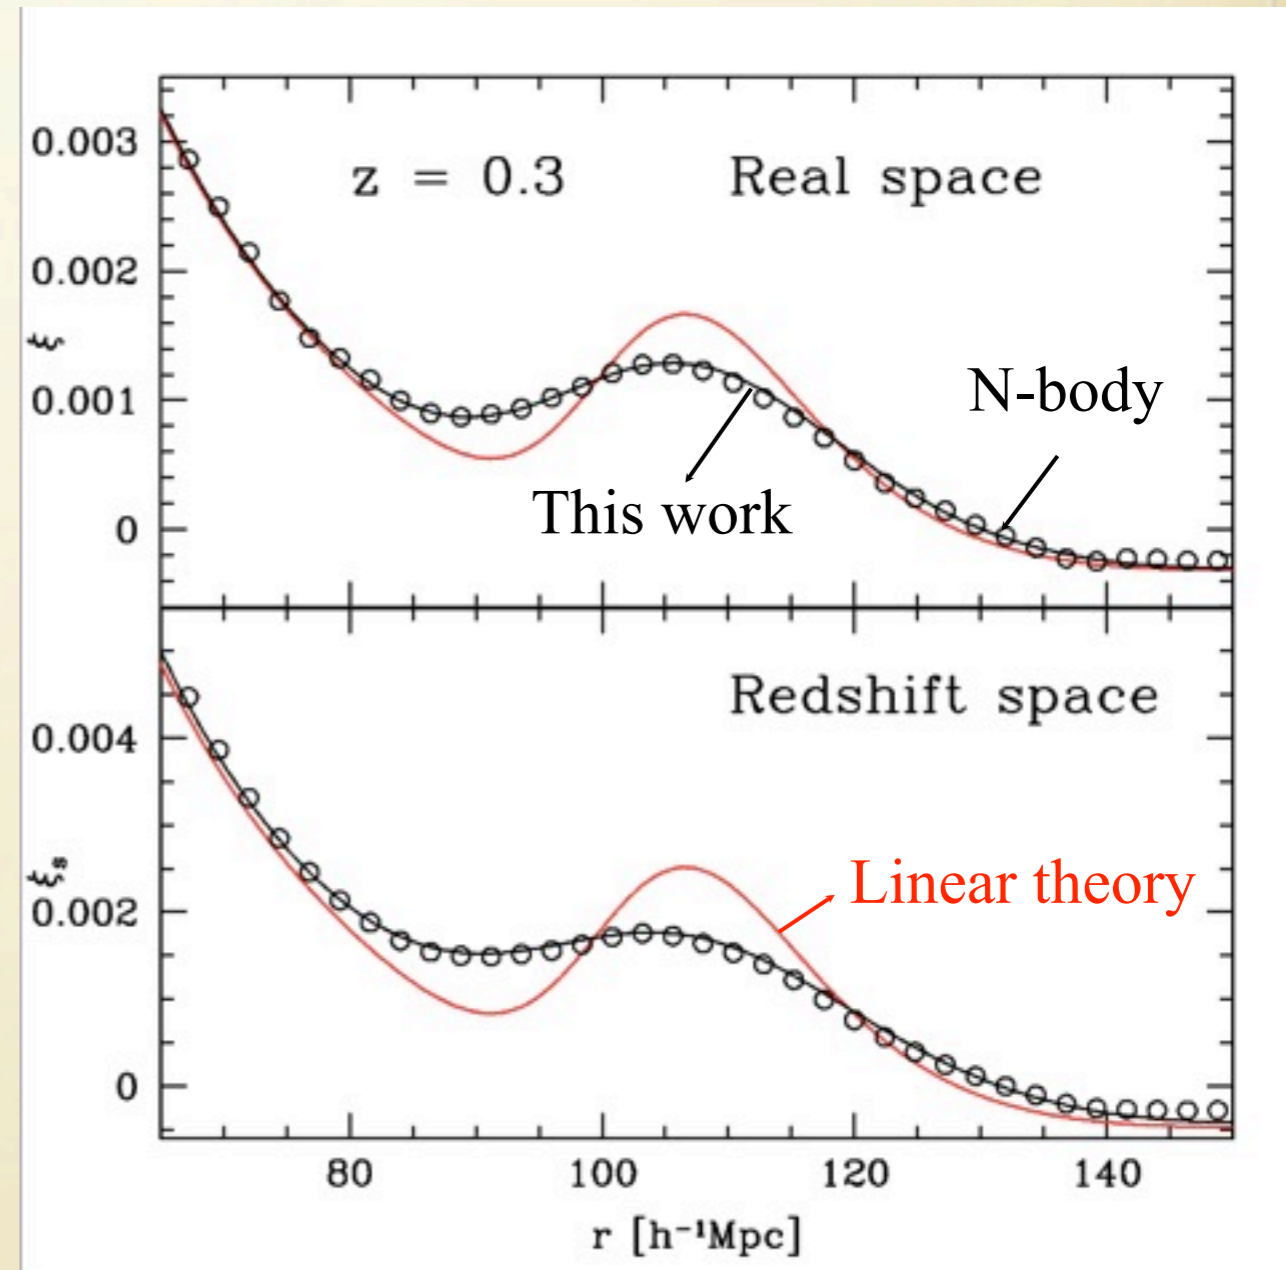 0.003
z = 0.3 Real space
0.002
ξ
0.001
N-body
This work
0
Redshift space
0.004
ξs
Linear theory
0.002
0
80 100 120 140
r [h⁻¹Mpc]